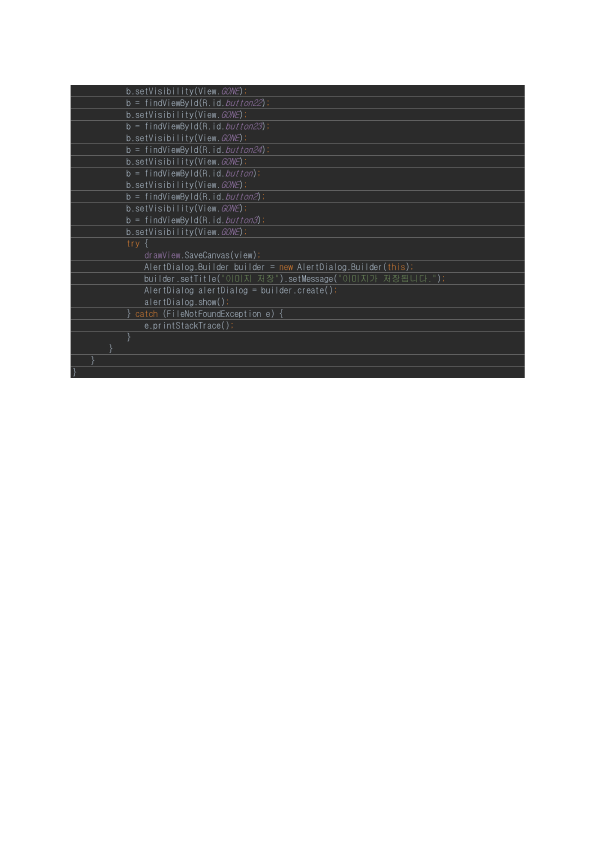 b.setVisibility(View.GONE);
b = findViewById(R.id.button22);
b.setVisibility(View.GONE);
b = findViewById(R.id.button23);
b.setVisibility(View.GONE);
b = findViewById(R.id.button24);
b.setVisibility(View.GONE);
b = findViewById(R.id.button);
b.setVisibility(View.GONE);
b = findViewById(R.id.button2);
b.setVisibility(View.GONE);
b = findViewById(R.id.button3);
b.setVisibility(View.GONE);
try {
drawView.SaveCanvas(view);
AlertDialog.Builder builder = new AlertDialog.Builder(this);
builder.setTitle("이미지 저장").setMessage("이미지가 저장됩니다.");
AlertDialog alertDialog = builder.create();
alertDialog.show();
} catch (FileNotFoundException e) {
e.printStackTrace();
}
}
}
}